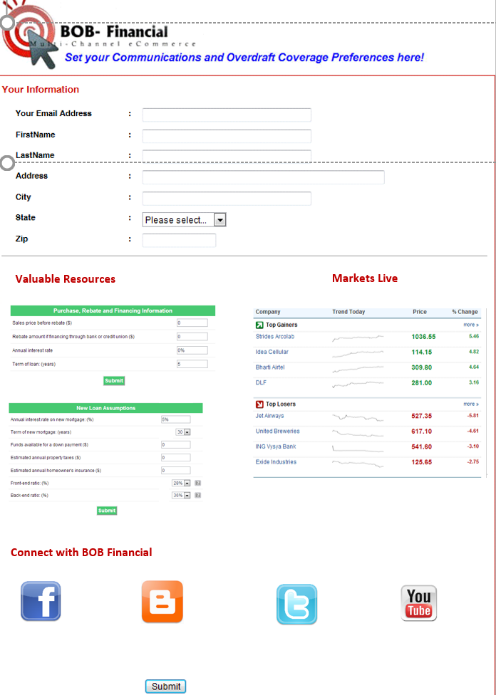 BOB- Financial
Multi-Channel eCommerce
Set your Communications and Overdraft Coverage Preferences here!
Your Information
Your Email Address :
FirstName :
LastName :
Address :
City :
State : Please select...
Zip :
Valuable Resources
Purchase, Rebate and Financing Information
Sales price before rebate ($) 0
Rebate amount if financing through bank or credit union ($) 0
Annual interest rate 0%
Term of loan: (years) 5
Submit
New Loan Assumptions
Annual interest rate on new mortgage: (%) 0%
Term of new mortgage: (years) 30
Funds available for a down payment ($) 0
Estimated annual property taxes ($) 0
Estimated annual homeowners insurance ($) 0
Front-end rate: (%) 28%
Back-end rate: (%) 36%
Submit
Markets Live
Company Trend Today Price % Change
Top Gainers more »
Strides Arcolab 1036.55 5.46
Idea Cellular 114.15 4.82
Bharti Airtel 309.80 4.64
DLF 281.00 3.16
Top Losers more »
Jet Airways 527.35 -5.81
United Breweries 617.10 -4.61
ING Vysya Bank 541.60 -3.10
Exide Industries 125.65 -2.75
Connect with BOB Financial
You
Tube
Submit